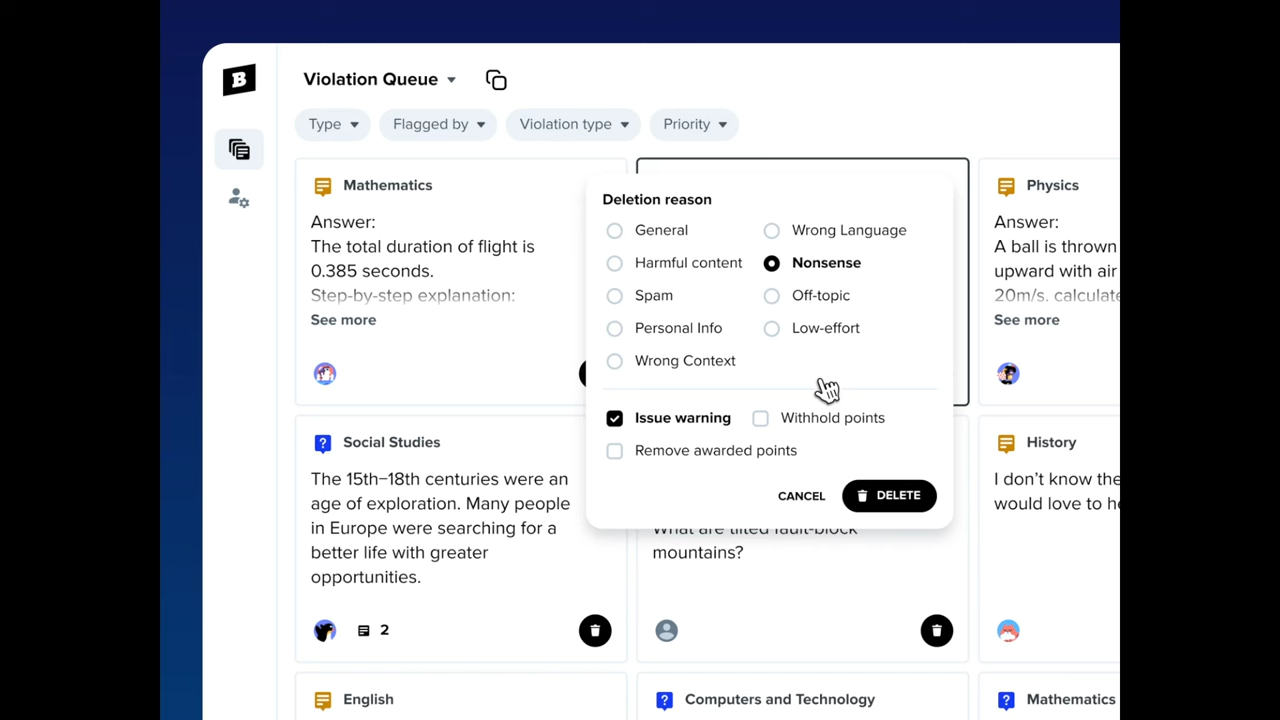 B
Violation Queue
Type
Flagged by
Violation type
Priority
Mathematics
Answer:
The total duration of flight is
0.385 seconds.
Step-by-step explanation:
See more
Deletion reason
General
Wrong Language
Harmful content
Nonsense
Spam
Off-topic
Personal Info
Low-effort
Wrong Context
Issue warning
Withhold points
Remove awarded points
CANCEL
DELETE
Physics
Answer:
A ball is thrown
upward with air
20m/s. calculate
See more
? Social Studies
The 15th–18th centuries were an
age of exploration. Many people
in Europe were searching for a
better life with greater
opportunities.
2
What are tilted fault-block
mountains?
History
I don’t know the
would love to
English
? Computers and Technology
? Mathematics